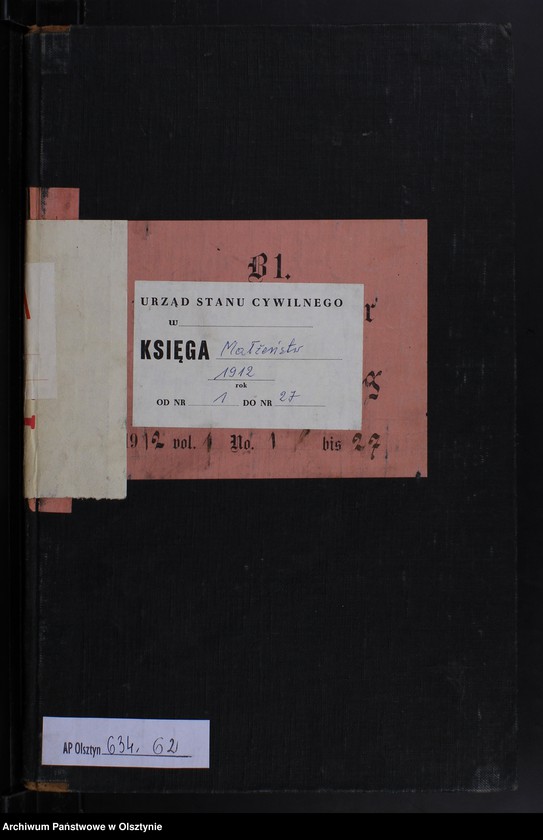 B 1.
URZĄD STANU CYWILNEGO
w
KSIĘGA Małżeństw
1912
rok
OD NR 1 DO NR 27
912 vol. No. 1 bis 27
AP Olsztyn 634. 62
Archiwum Państwowe w Olsztynie